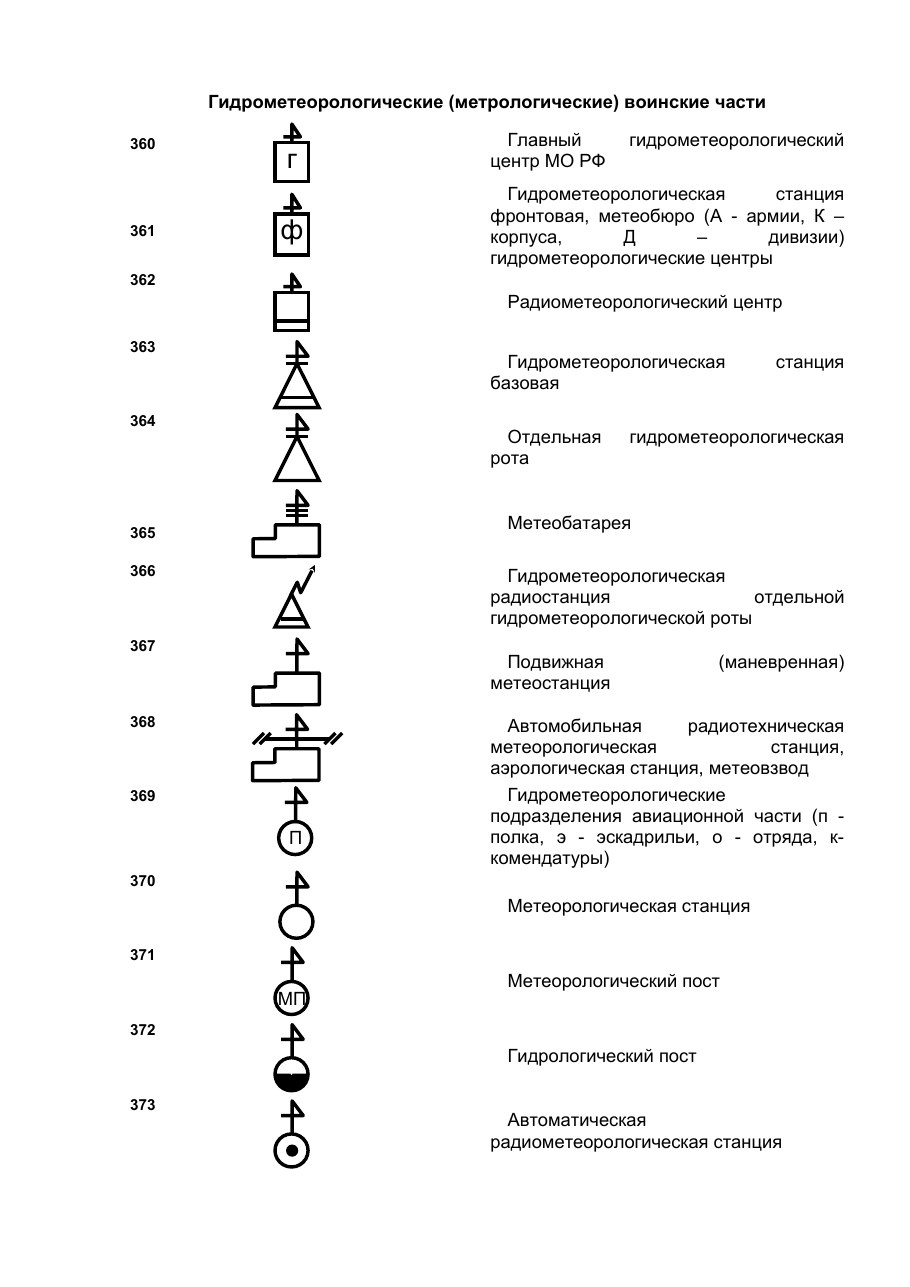 Гидрометеорологические (метрологические) воинские части
360
г
Главный гидрометеорологический
центр МО РФ
361
ф
Гидрометеорологическая станция
фронтовая, метеобюро (А - армии, К –
корпуса, Д – дивизии)
гидрометеорологические центры
362
Радиометеорологический центр
363
Гидрометеорологическая станция
базовая
364
Отдельная гидрометеорологическая
рота
365
Метеобатарея
366
Гидрометеорологическая
радиостанция отдельной
гидрометеорологической роты
367
Подвижная (маневренная)
метеостанция
368
Автомобильная радиотехническая
метеорологическая станция,
аэрологическая станция, метеовзвод
369
П
Гидрометеорологические
подразделения авиационной части (п -
полка, э - эскадрильи, о - отряда, к-
комендатуры)
370
Метеорологическая станция
371
МП
Метеорологический пост
372
Гидрологический пост
373
Автоматическая
радиометеорологическая станция